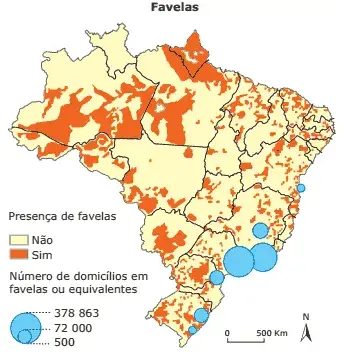 Favelas
Presença de favelas
Não
Sim
Número de domicílios em
favelas ou equivalentes
378 863
72 000
500
N
0 500 Km